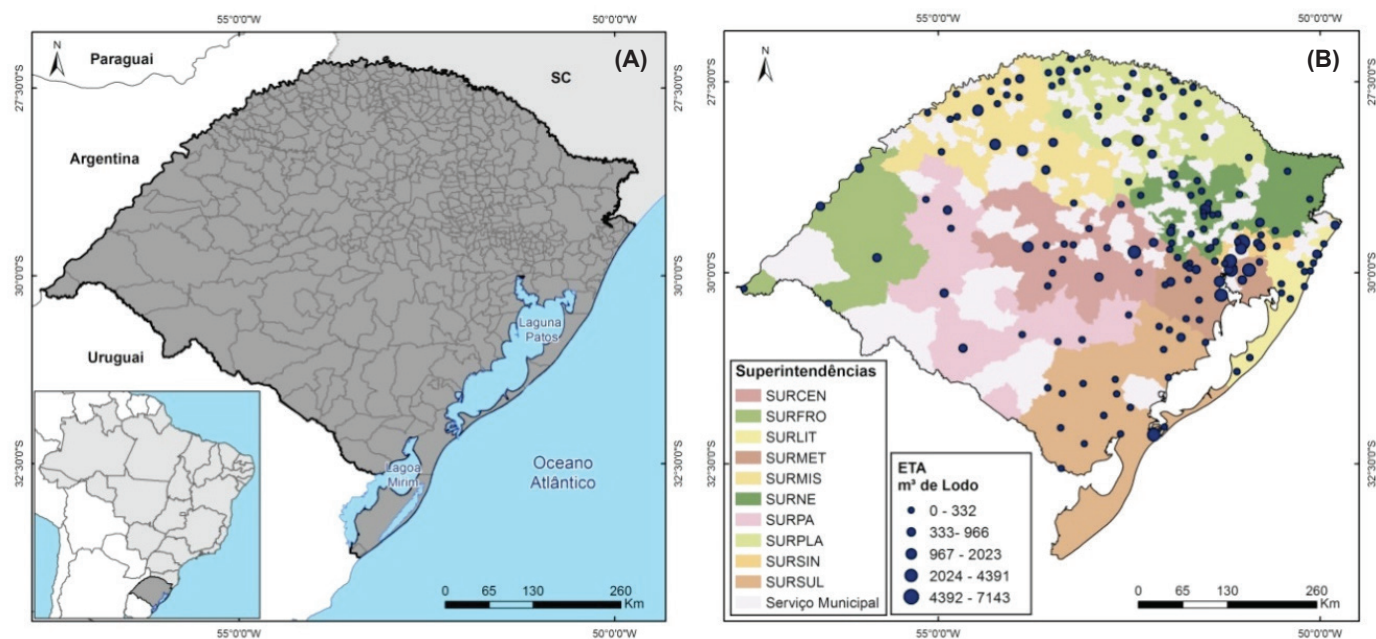 55°0'0"W
50°0'0"W
N
Paraguai
(A)
SC
27°30'0"S
27°30'0"S
Argentina
30°0'0"S
30°0'0"S
Laguna
Patos
Uruguai
32°30'0"S
32°30'0"S
Lagoa
Mirim
Oceano
Atlântico
0 65 130 260
Km
55°0'0"W
50°0'0"W
55°0'0"W
50°0'0"W
N
(B)
27°30'0"S
27°30'0"S
30°0'0"S
30°0'0"S
32°30'0"S
32°30'0"S
Superintendências
SURCEN
SURFRO
SURLIT
SURMET
SURMIS
SURNE
SURPA
SURPLA
SURSIN
SURSUL
Serviço Municipal
ETA
m³ de Lodo
0 - 332
333- 966
967 - 2023
2024 - 4391
4392 - 7143
0 65 130 260
Km
55°0'0"W
50°0'0"W